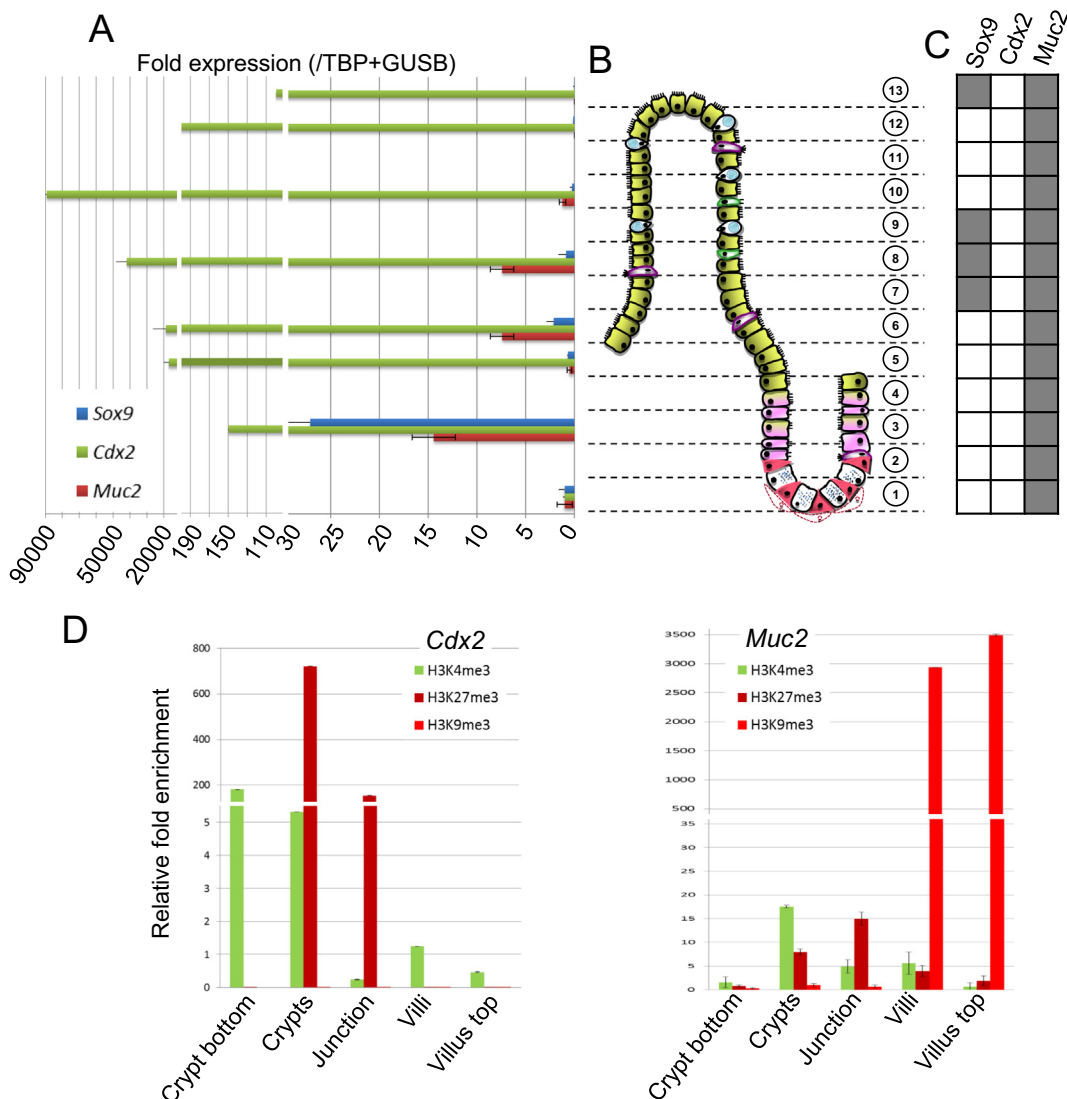 A
Fold expression (/TBP+GUSB)
Sox9
Cdx2
Muc2
90000 50000 20000 190 150 110 30 25 20 15 10 5 0
B
13
12
11
10
9
8
7
6
5
4
3
2
1
C
Sox9 Cdx2 Muc2
D
Cdx2
H3K4me3
H3K27me3
H3K9me3
Relative fold enrichment
800
600
400
200
5
4
3
2
1
0
Crypt bottom Crypts Junction Villi Villus top
Muc2
H3K4me3
H3K27me3
H3K9me3
3500
3000
2500
2000
1500
1000
500
35
30
25
20
15
10
5
0
Crypt bottom Crypts Junction Villi Villus top